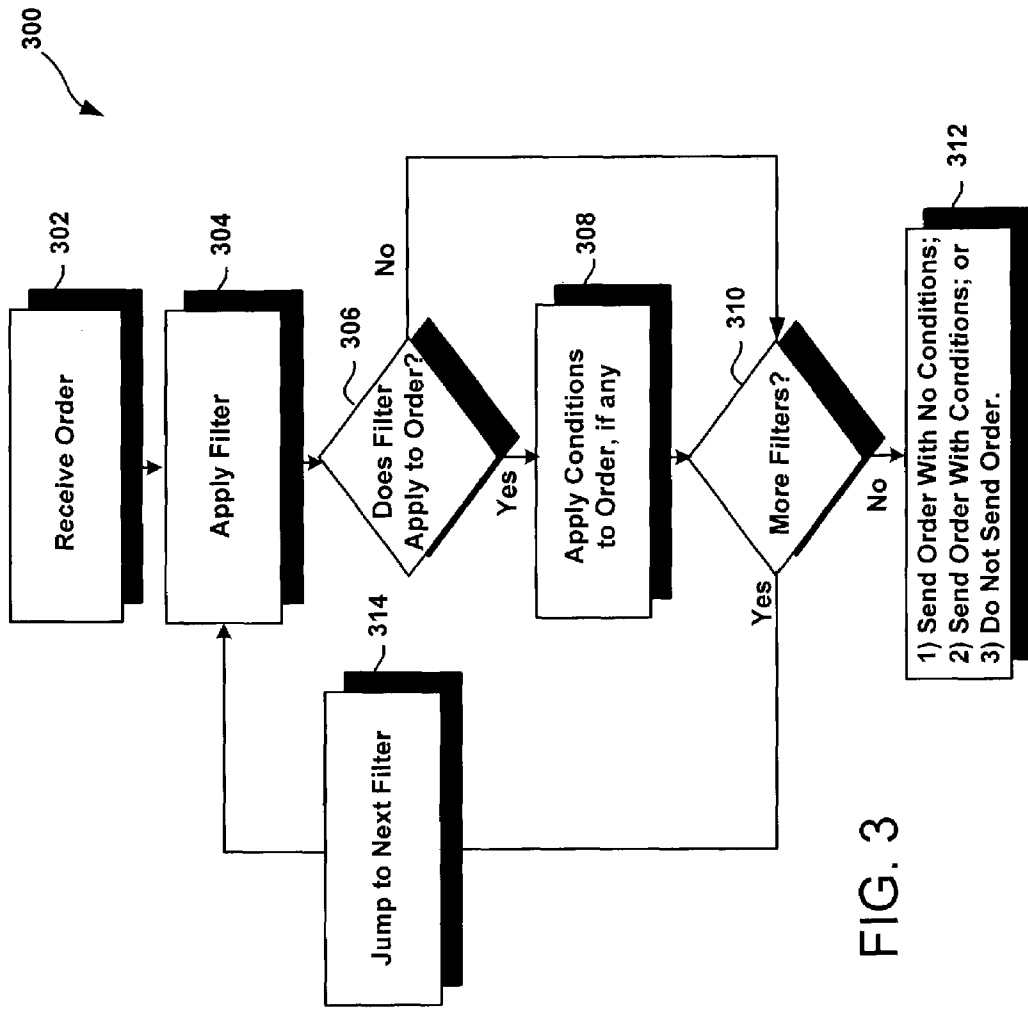 300
302
Receive Order
304
Apply Filter
306
Does Filter
Apply to Order?
No
Yes
308
Apply Conditions
to Order, if any
310
More Filters?
Yes
No
314
Jump to Next Filter
312
1) Send Order With No Conditions;
2) Send Order With Conditions; or
3) Do Not Send Order.
FIG. 3